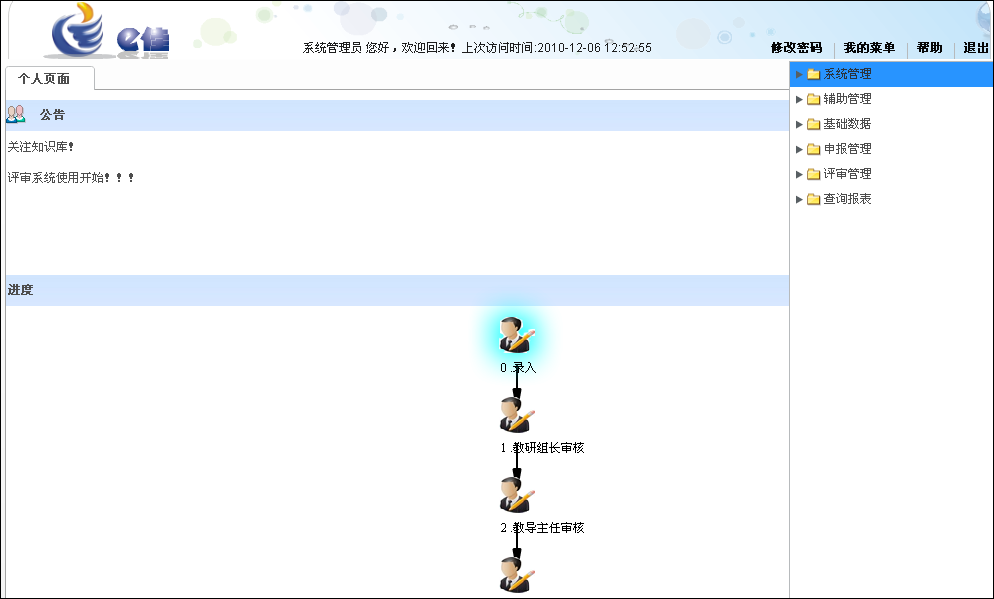 e信
系统管理员 您好，欢迎回来！上次访问时间:2010-12-06 12:52:55
修改密码 我的菜单 帮助 退出
个人页面
公告
关注知识库！
评审系统使用开始！！！
进度
0 .录入
1 .教研组长审核
2 .教导主任审核
系统管理
辅助管理
基础数据
申报管理
评审管理
查询报表